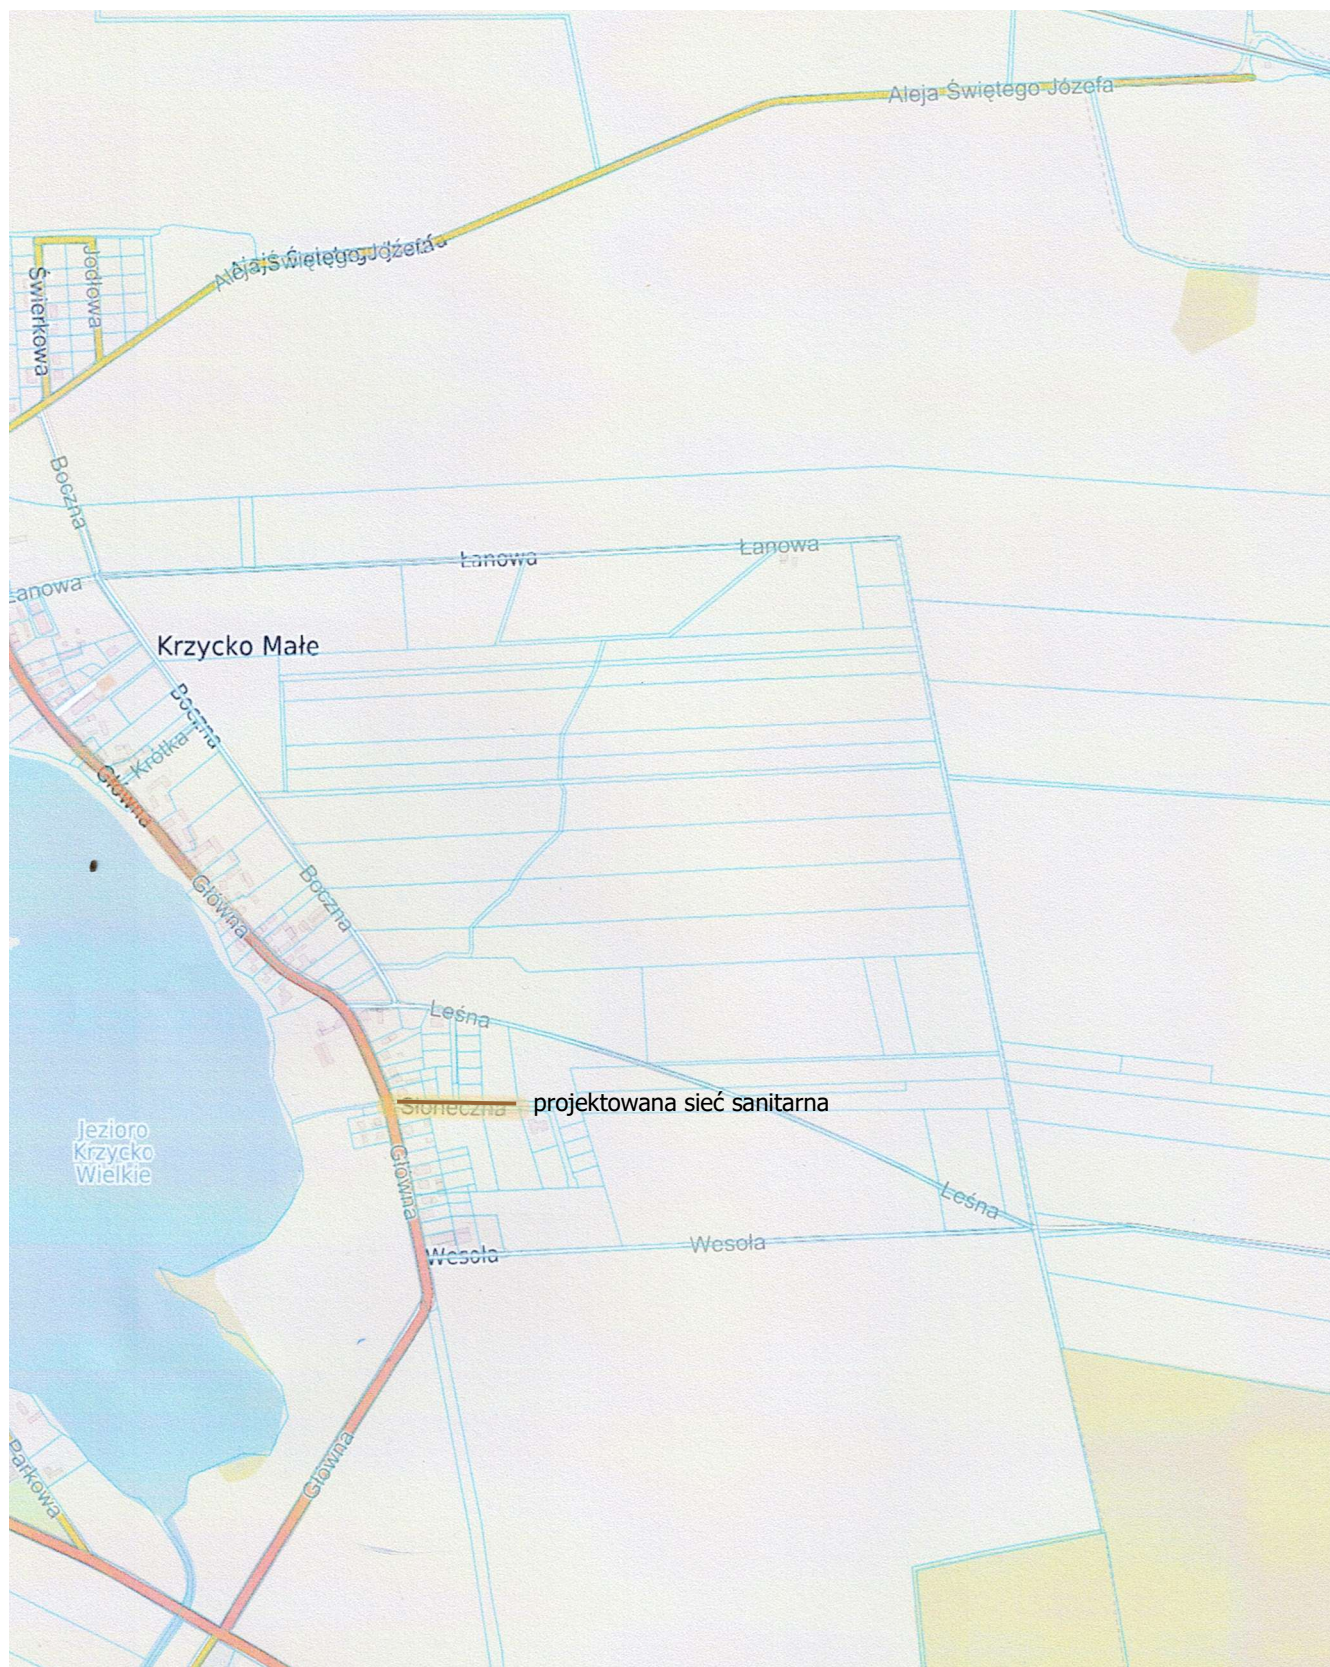 Aleja Świętego Józefa
Aleja Świętego Józefa
Jodłowa
Świerkowa
Boczna
Łanowa
Łanowa
Łanowa
Krzycko Małe
Boczna
Krótka
Główna
Boczna
Główna
Leśna
Słoneczna
projektowana sieć sanitarna
Jezioro
Krzycko
Wielkie
Główna
Leśna
Wesoła
Wesoła
Główna
Parkowa